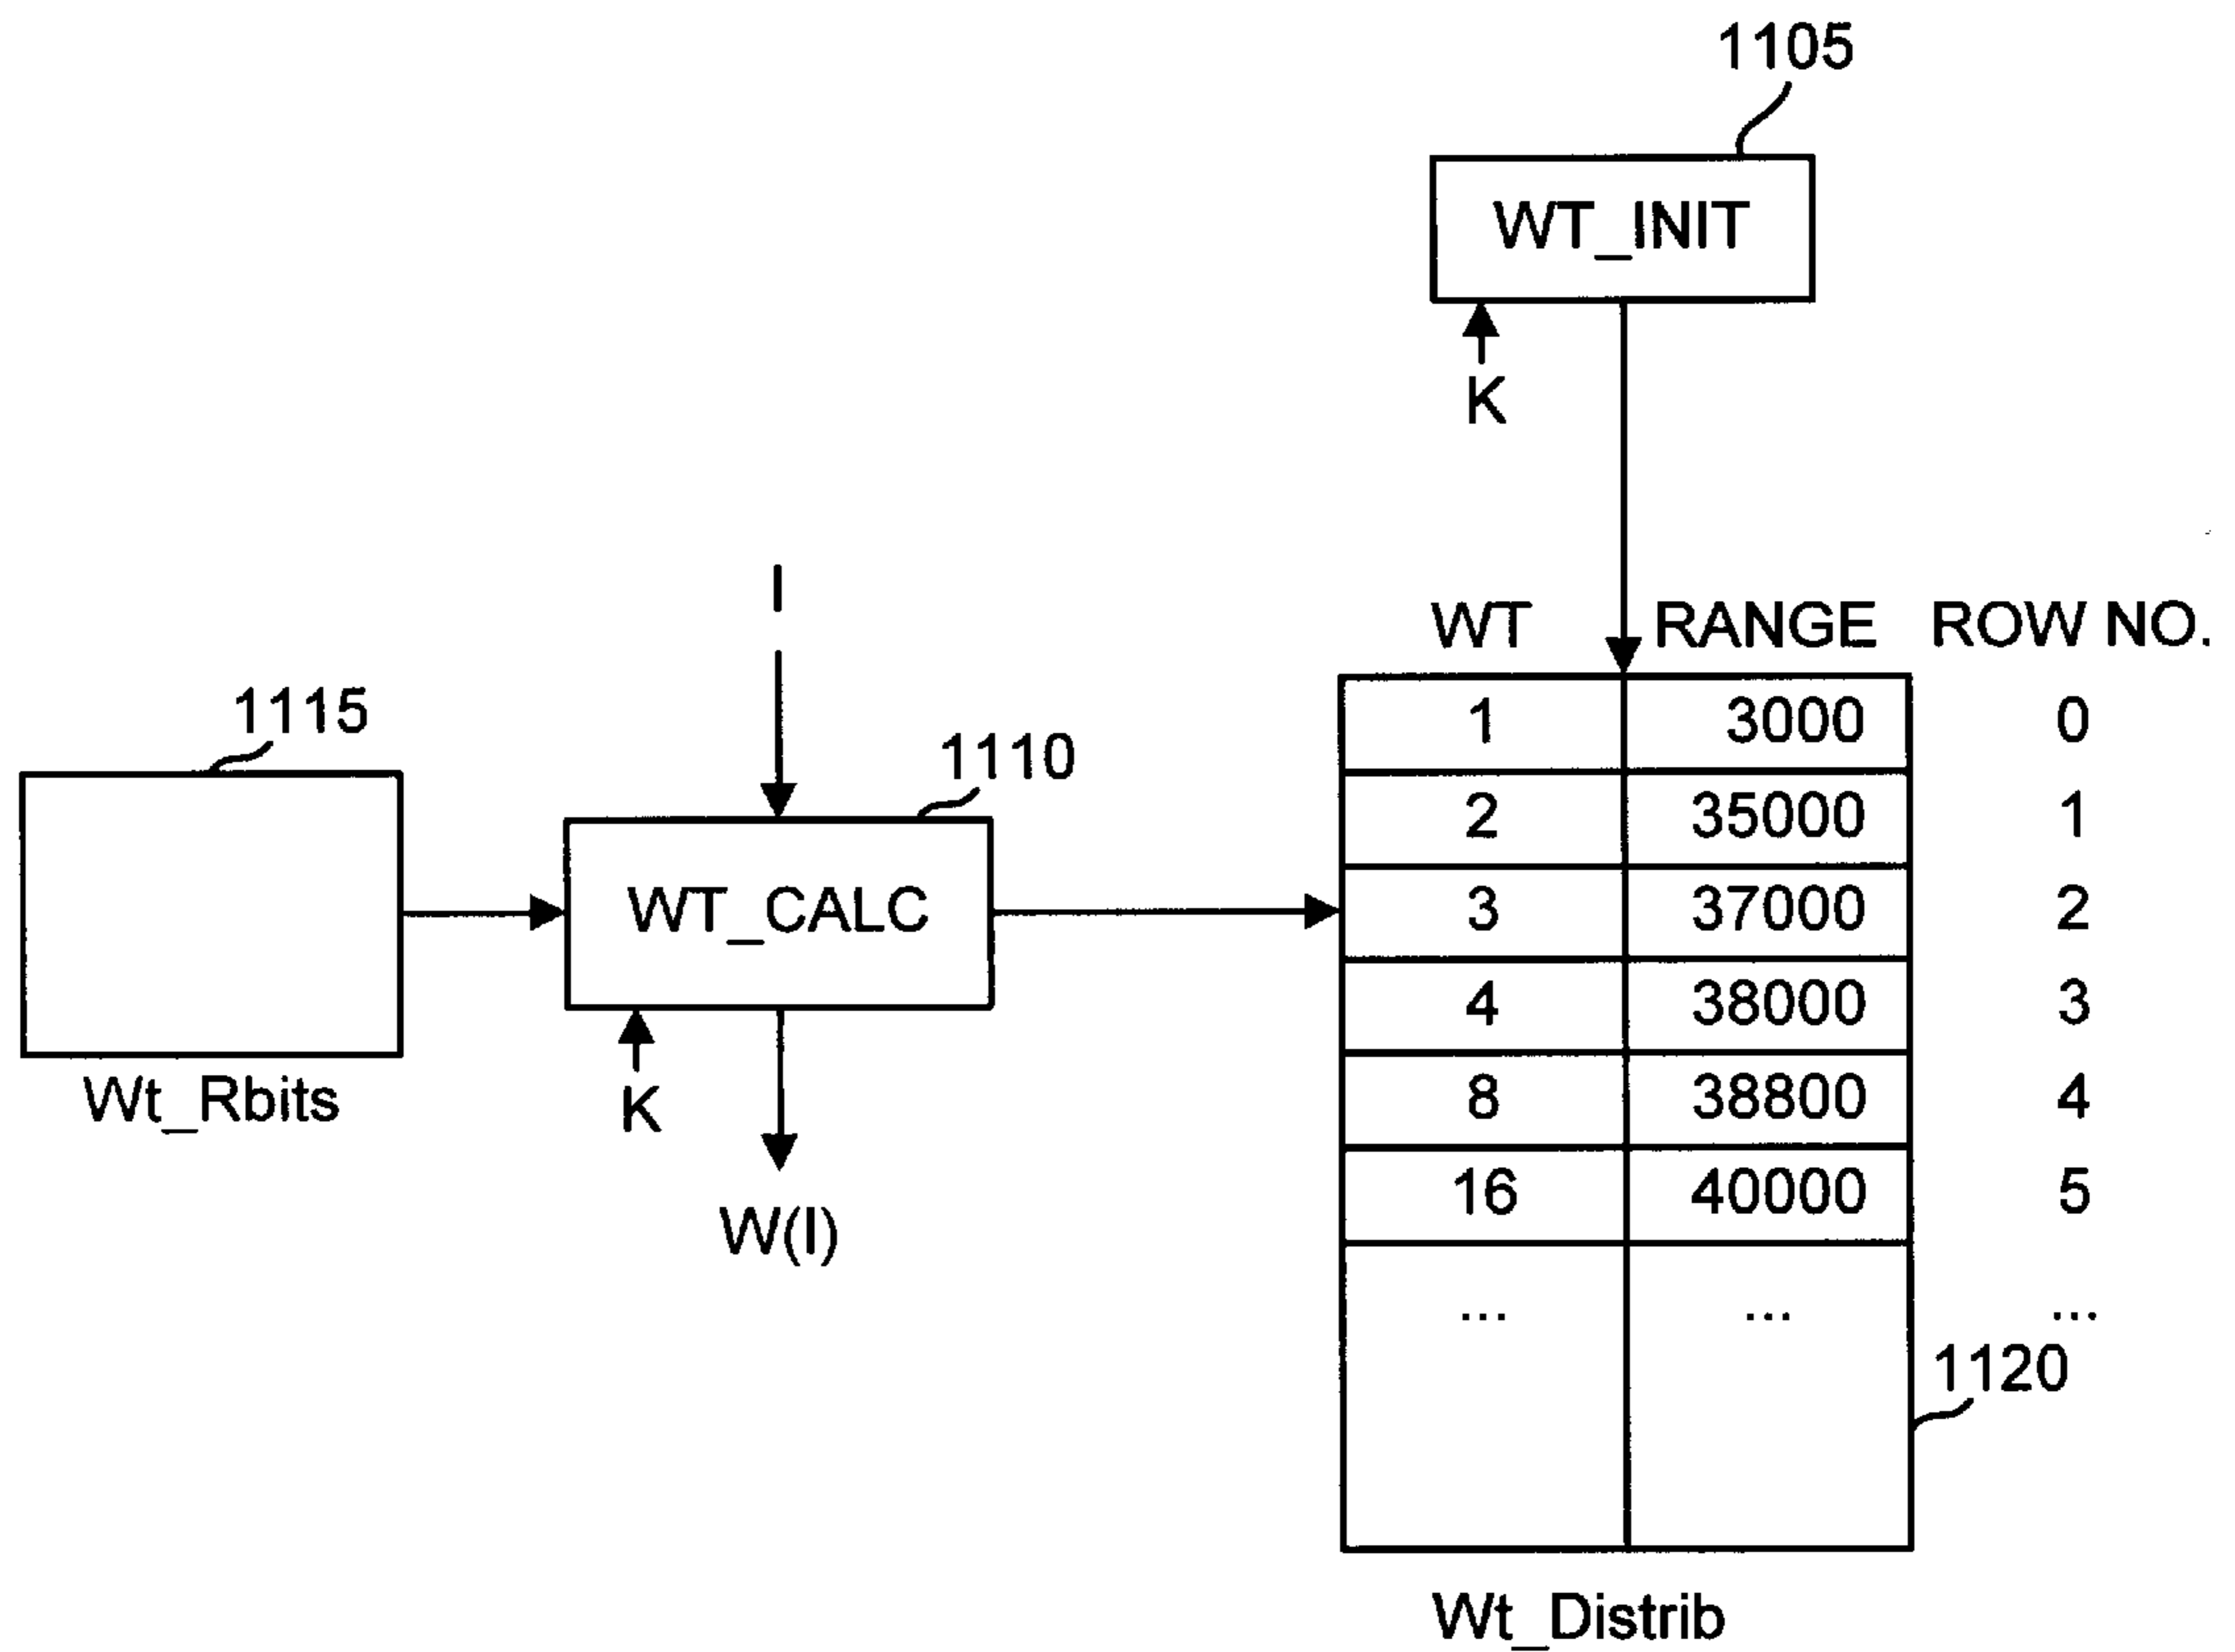 1105
WT_INIT
K
I
WT RANGE ROW NO.
1 3000 0
2 35000 1
3 37000 2
4 38000 3
8 38800 4
16 40000 5
... ... ...
1115
1110
WT_CALC
Wt_Rbits
K
W(I)
1120
Wt_Distrib